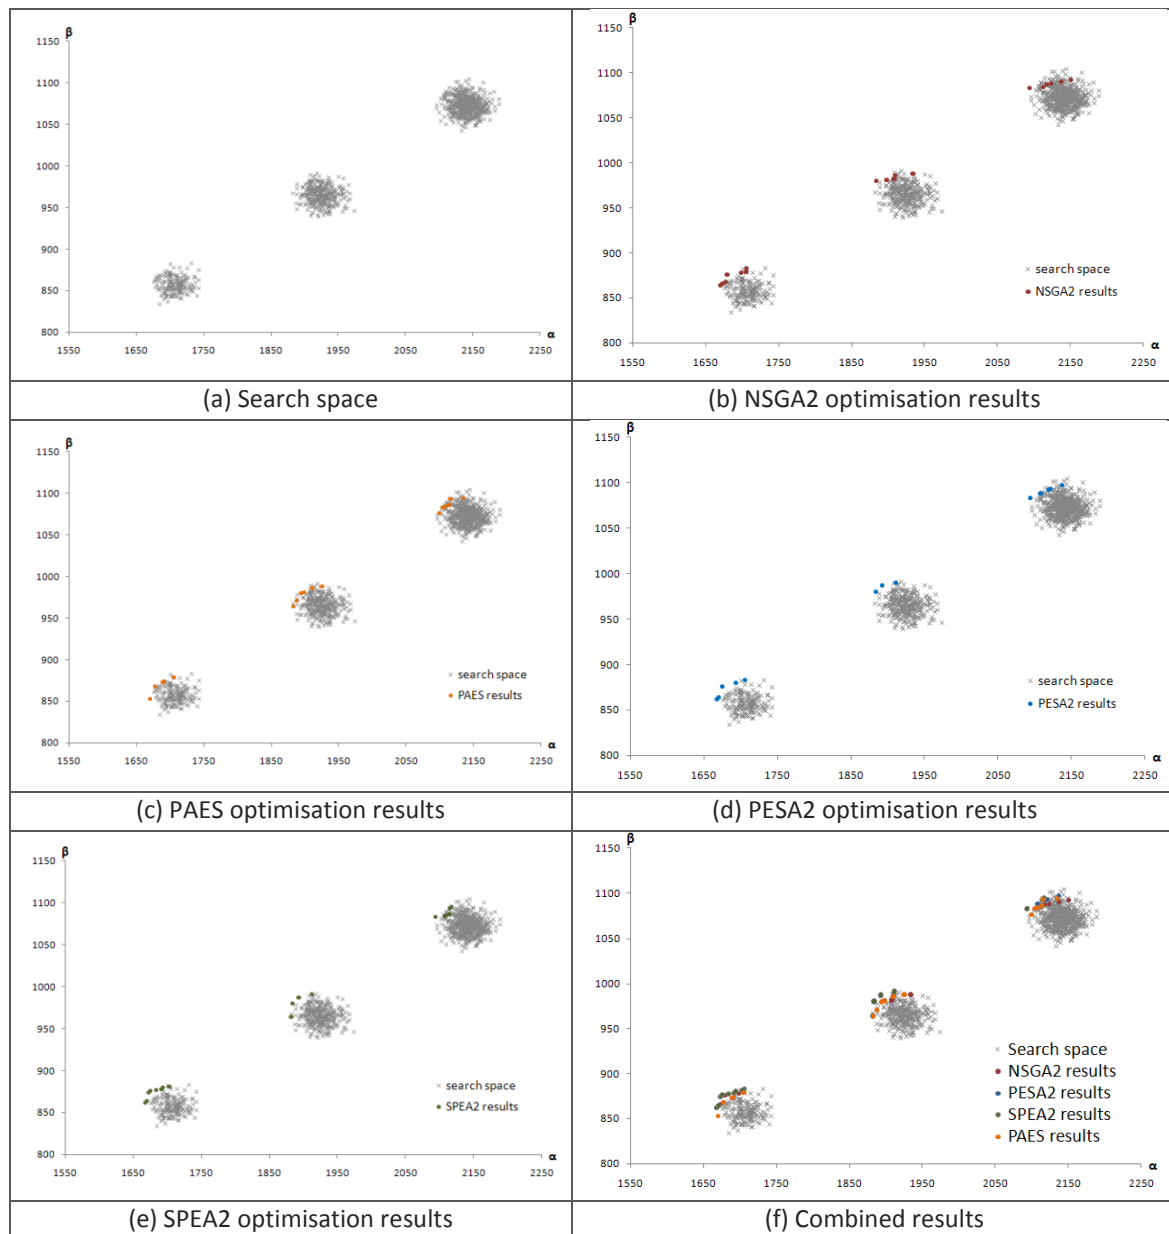 β
1150
1100
1050
1000
950
900
850
800
1550 1650 1750 1850 1950 2050 2150 2250
α
(a) Search space
β
1150
1100
1050
1000
950
900
850
800
1550 1650 1750 1850 1950 2050 2150 2250
α
search space
NSGA2 results
(b) NSGA2 optimisation results
β
1150
1100
1050
1000
950
900
850
800
1550 1650 1750 1850 1950 2050 2150 2250
α
search space
PAES results
(c) PAES optimisation results
β
1150
1100
1050
1000
950
900
850
800
1550 1650 1750 1850 1950 2050 2150 2250
α
search space
PESA2 results
(d) PESA2 optimisation results
β
1150
1100
1050
1000
950
900
850
800
1550 1650 1750 1850 1950 2050 2150 2250
α
search space
SPEA2 results
(e) SPEA2 optimisation results
β
1150
1100
1050
1000
950
900
850
800
1550 1650 1750 1850 1950 2050 2150 2250
α
Search space
NSGA2 results
PESA2 results
SPEA2 results
PAES results
(f) Combined results